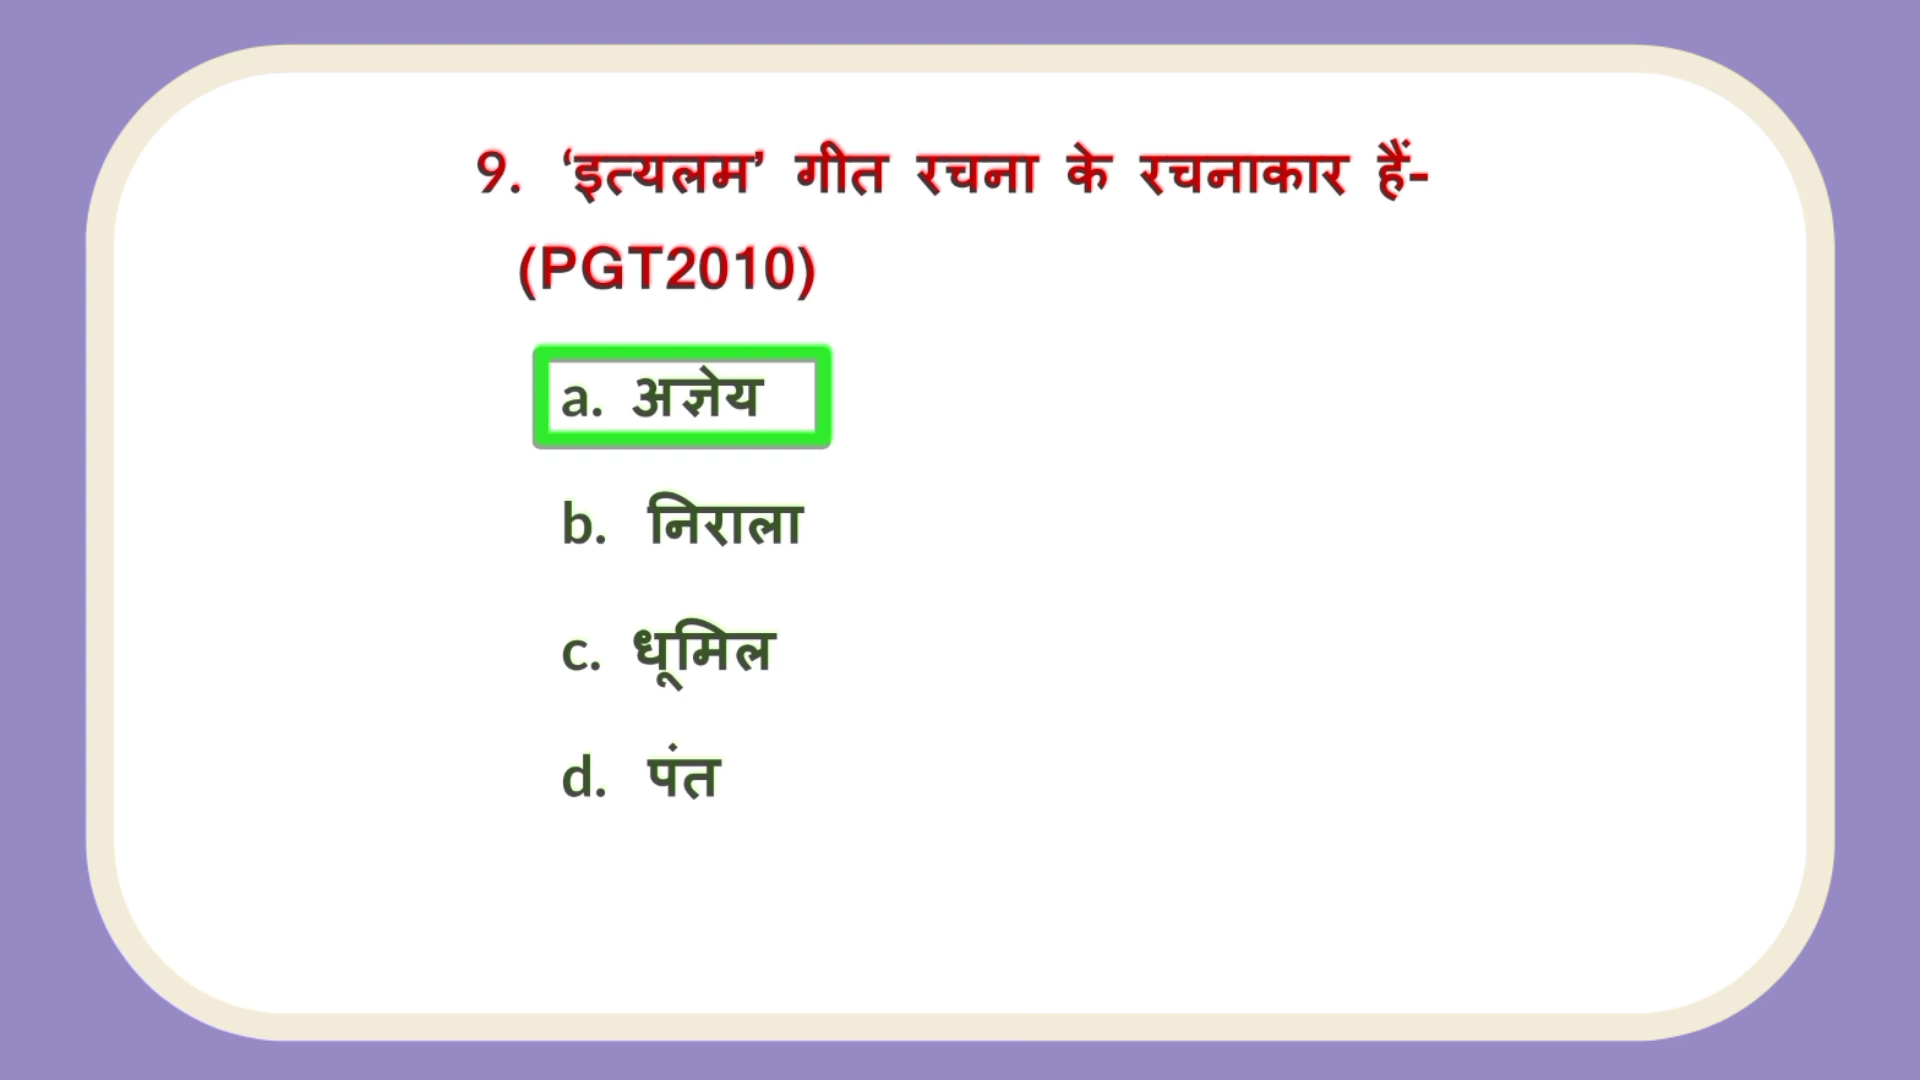 9. ‘इत्यलम’ गीत रचना के रचनाकार हैं-
(PGT2010)
a. अज्ञेय
b. निराला
c. धूमिल
d. पंत